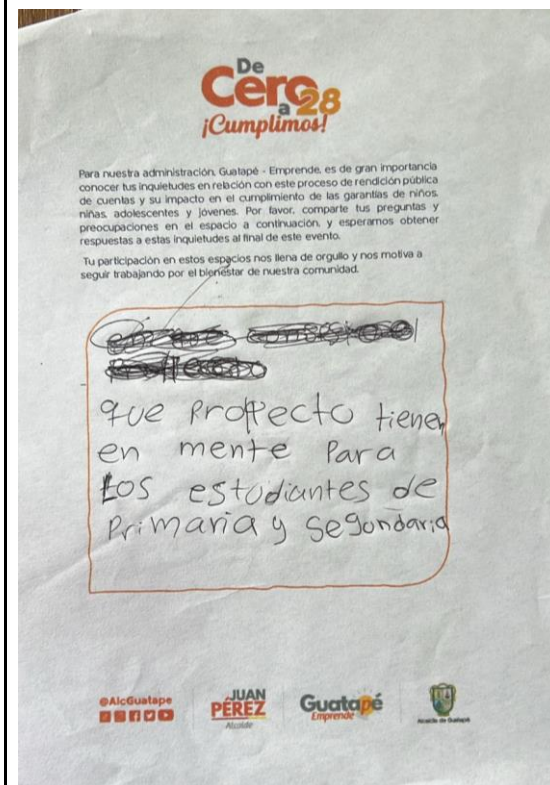 De
Cero
a 28
¡Cumplimos!
Para nuestra administración, Guatapé - Emprende, es de gran importancia
conocer tus inquietudes en relación con este proceso de rendición pública
de cuentas y su impacto en el cumplimiento de las garantías de niños,
niñas, adolescentes y jóvenes. Por favor, comparte tus preguntas y
preocupaciones en el espacio a continuación, y esperamos obtener
respuestas a estas inquietudes al final de este evento.
Tu participación en estos espacios nos llena de orgullo y nos motiva a
seguir trabajando por el bienestar de nuestra comunidad.
que Proyecto tienen
en mente Para
Los estudiantes de
Primaria y Segondaria
@AlcGuatape
JUAN
PÉREZ
Alcalde
Guatapé
Emprende
Alcaldía de Guatapé